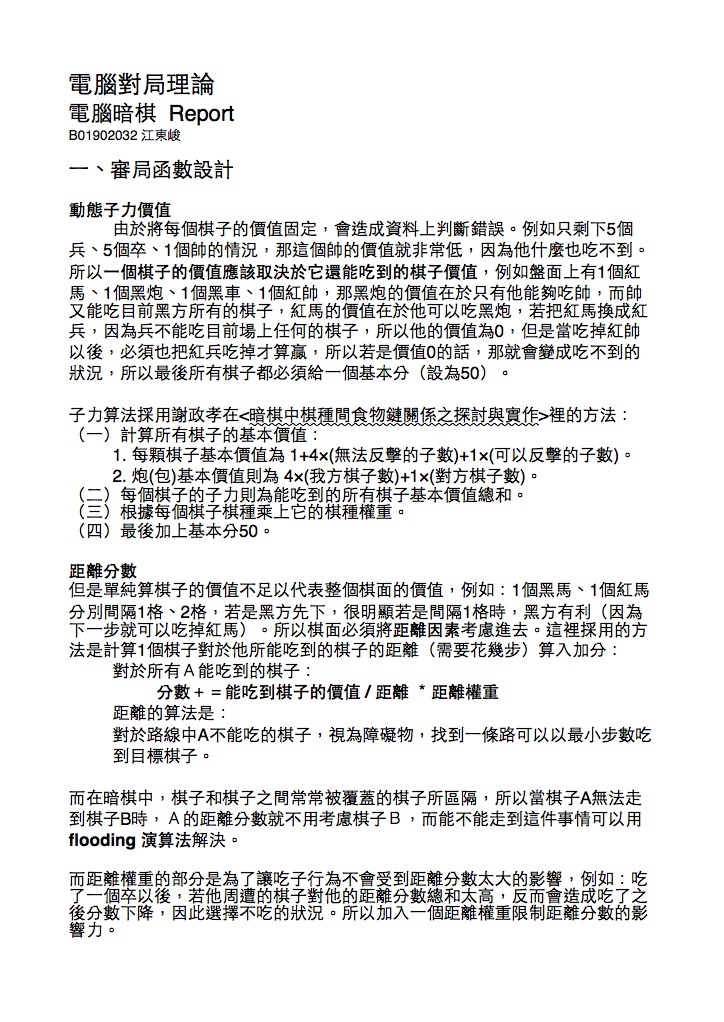 電腦對局理論
電腦暗棋 Report
B01902032 江東峻
一、審局函數設計
動態子力價值
由於將每個棋子的價值固定，會造成資料上判斷錯誤。例如只剩下5個
兵、5個卒、1個帥的情況，那這個帥的價值就非常低，因為他什麼也吃不到。
所以一個棋子的價值應該取決於它還能吃到的棋子價值，例如盤面上有1個紅
馬、1個黑炮、1個黑車、1個紅帥，那黑炮的價值在於只有他能夠吃帥，而帥
又能吃目前黑方所有的棋子，紅馬的價值在於他可以吃黑炮，若把紅馬換成紅
兵，因為兵不能吃目前場上任何的棋子，所以他的價值為0，但是當吃掉紅帥
以後，必須也把紅兵吃掉才算贏，所以若是價值0的話，那就會變成吃不到的
狀況，所以最後所有棋子都必須給一個基本分（設為50）。
子力算法採用謝政孝在<暗棋中棋種間食物鏈關係之探討與實作>裡的方法：
（一）計算所有棋子的基本價值：
1. 每顆棋子基本價值為 1+4×(無法反擊的子數)+1×(可以反擊的子數)。
2. 炮(包)基本價值則為 4×(我方棋子數)+1×(對方棋子數)。
（二）每個棋子的子力則為能吃到的所有棋子基本價值總和。
（三）根據每個棋子棋種乘上它的棋種權重。
（四）最後加上基本分50。
距離分數
但是單純算棋子的價值不足以代表整個棋面的價值，例如：1個黑馬、1個紅馬
分別間隔1格、2格，若是黑方先下，很明顯若是間隔1格時，黑方有利（因為
下一步就可以吃掉紅馬）。所以棋面必須將距離因素考慮進去。這裡採用的方
法是計算1個棋子對於他所能吃到的棋子的距離（需要花幾步）算入加分：
對於所有Ａ能吃到的棋子：
分數＋＝能吃到棋子的價值 / 距離 * 距離權重
距離的算法是：
對於路線中A不能吃的棋子，視為障礙物，找到一條路可以以最小步數吃
到目標棋子。
而在暗棋中，棋子和棋子之間常常被覆蓋的棋子所區隔，所以當棋子A無法走
到棋子B時，Ａ的距離分數就不用考慮棋子Ｂ，而能不能走到這件事情可以用
flooding 演算法解決。
而距離權重的部分是為了讓吃子行為不會受到距離分數太大的影響，例如：吃
了一個卒以後，若他周遭的棋子對他的距離分數總和太高，反而會造成吃了之
後分數下降，因此選擇不吃的狀況。所以加入一個距離權重限制距離分數的影
響力。